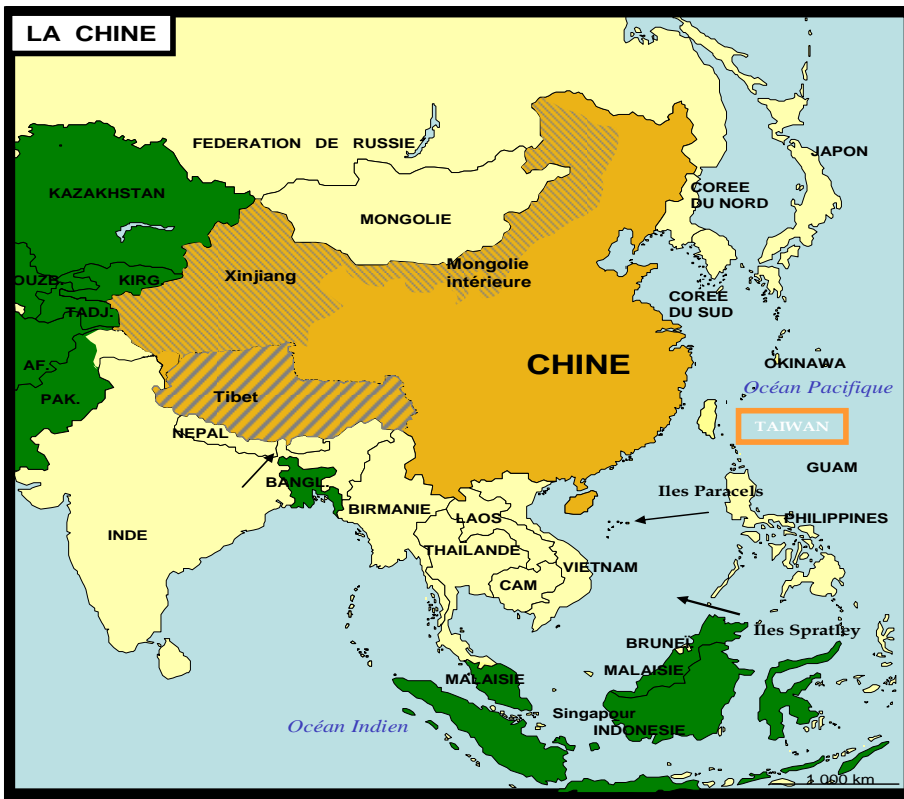 LA CHINE
FEDERATION DE RUSSIE
JAPON
KAZAKHSTAN
COREE
DU NORD
MONGOLIE
OUZB.
KIRG.
Xinjiang
Mongolie
intérieure
TADJ.
COREE
DU SUD
AF.
CHINE
OKINAWA
PAK.
Tibet
Océan Pacifique
TAIWAN
NEPAL
GUAM
BANGL.
Iles Paracels
BIRMANIE
LAOS
PHILIPPINES
INDE
THAILANDE
VIETNAM
CAM
Îles Spratley
BRUNEI
MALAISIE
MALAISIE
Singapour
Océan Indien
INDONESIE
1 000 km